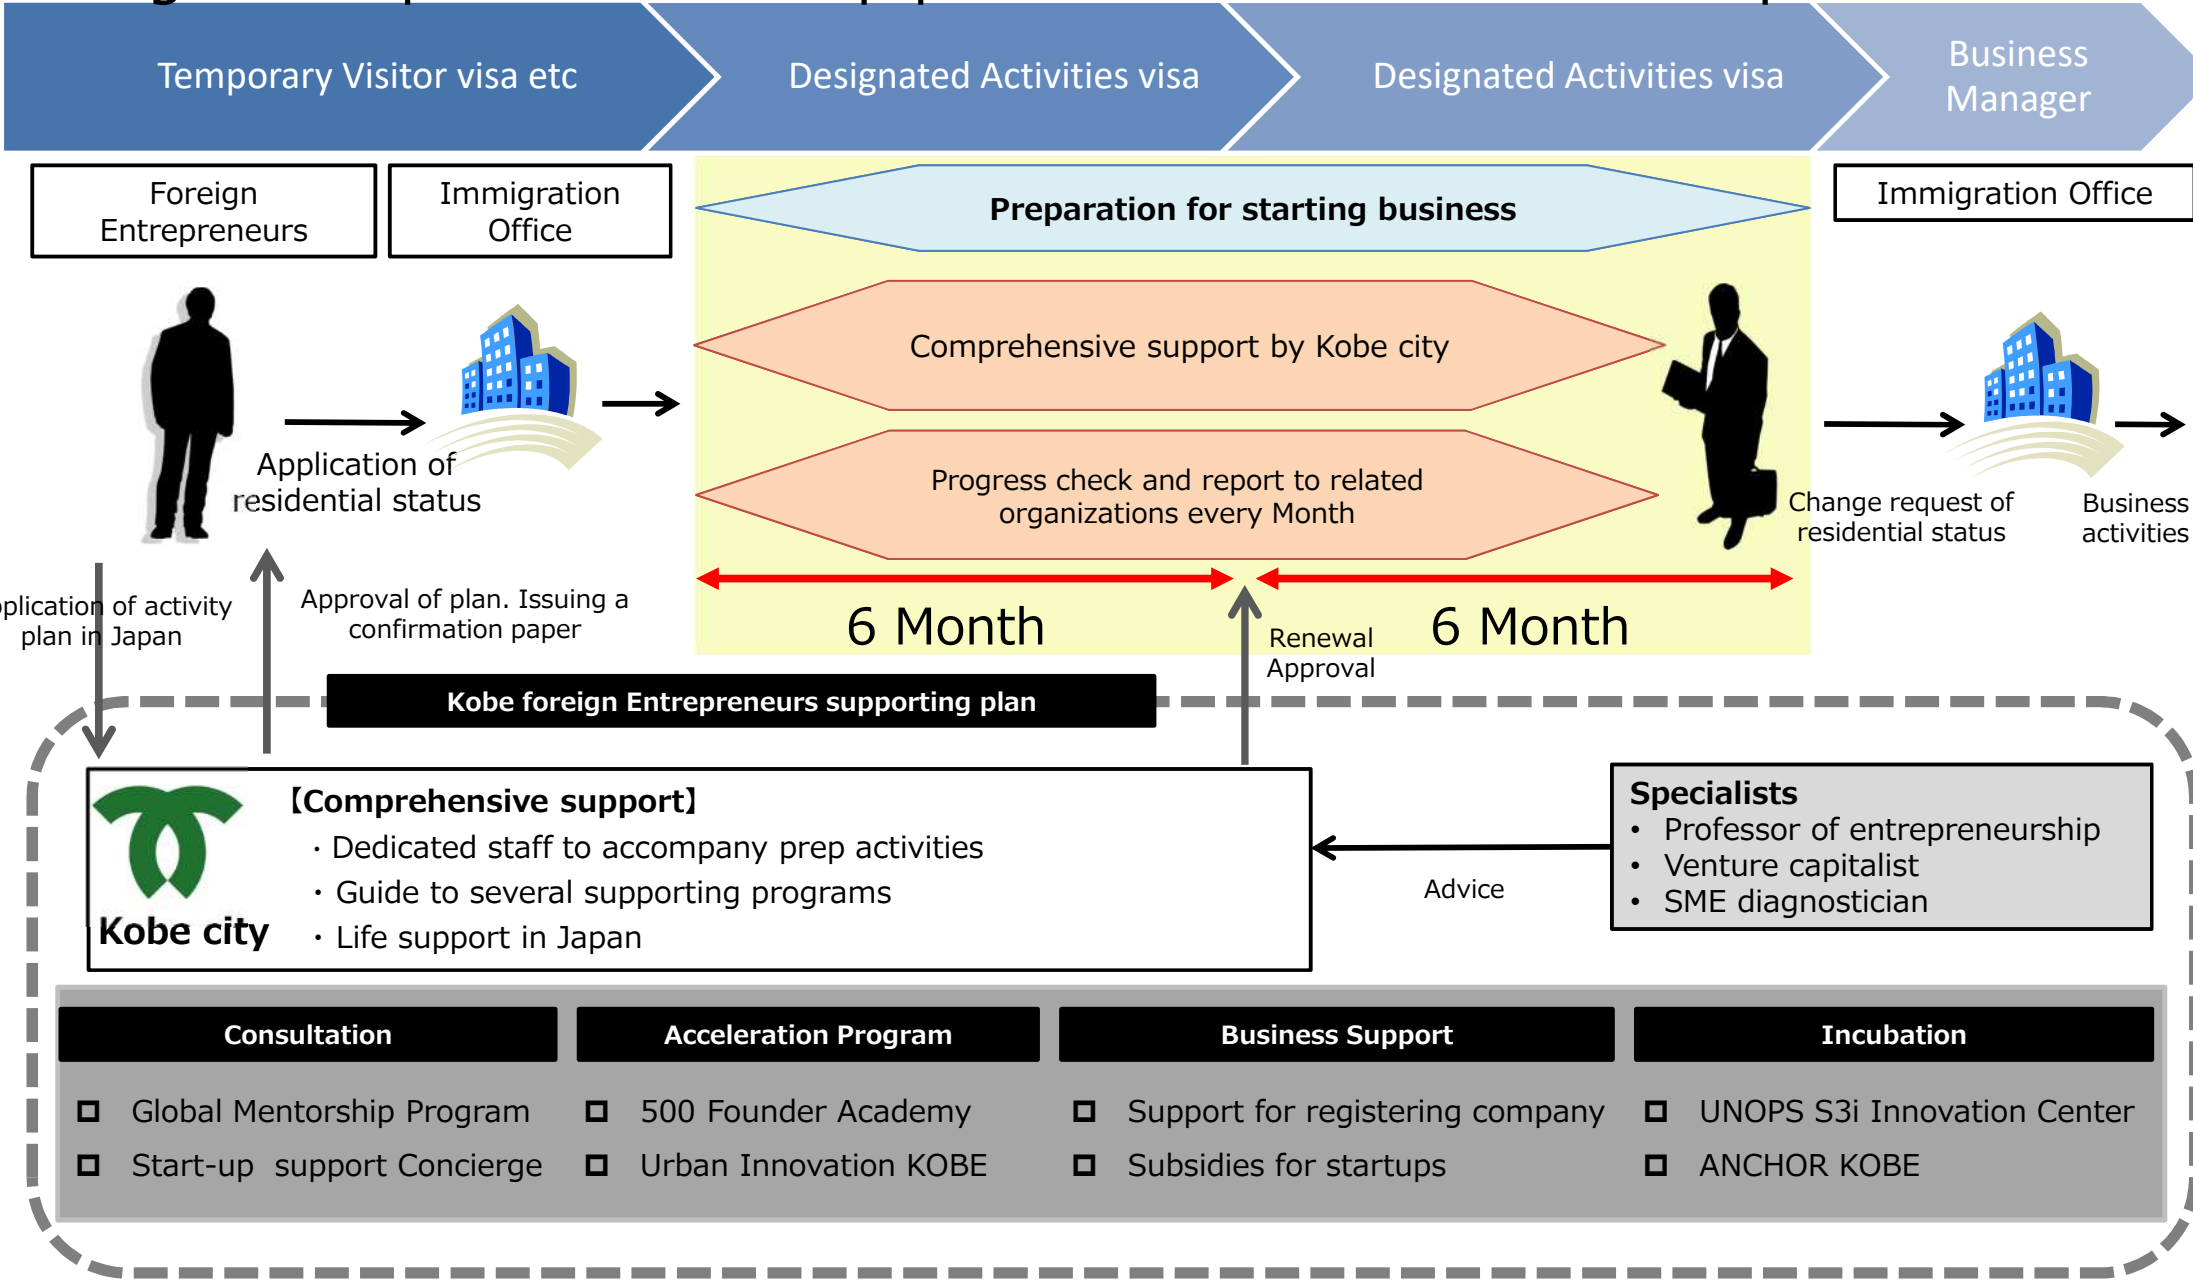 Temporary Visitor visa etc
Designated Activities visa
Designated Activities visa
Business
Manager
Foreign
Entrepreneurs
Immigration
Office
Preparation for starting business
Immigration Office
Comprehensive support by Kobe city
Application of
residential status
Progress check and report to related
organizations every Month
Change request of
residential status
Business
activities
plication of activity
plan in Japan
Approval of plan. Issuing a
confirmation paper
6 Month
6 Month
Renewal
Approval
Kobe foreign Entrepreneurs supporting plan
Kobe city
【Comprehensive support】
・Dedicated staff to accompany prep activities
・Guide to several supporting programs
・Life support in Japan
Advice
Specialists
• Professor of entrepreneurship
• Venture capitalist
• SME diagnostician
Consultation
Global Mentorship Program
Start-up support Concierge
Acceleration Program
500 Founder Academy
Urban Innovation KOBE
Business Support
Support for registering company
Subsidies for startups
Incubation
UNOPS S3i Innovation Center
ANCHOR KOBE